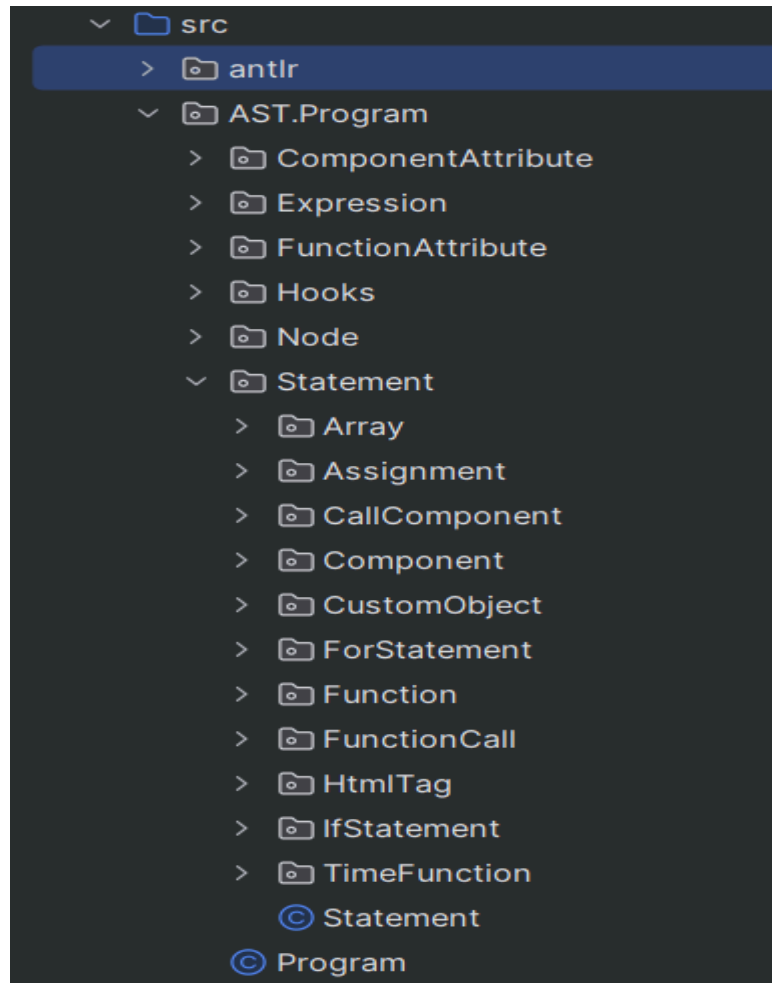 src
antlr
AST.Program
ComponentAttribute
Expression
FunctionAttribute
Hooks
Node
Statement
Array
Assignment
CallComponent
Component
CustomObject
ForStatement
Function
FunctionCall
HtmlTag
IfStatement
TimeFunction
Statement
Program